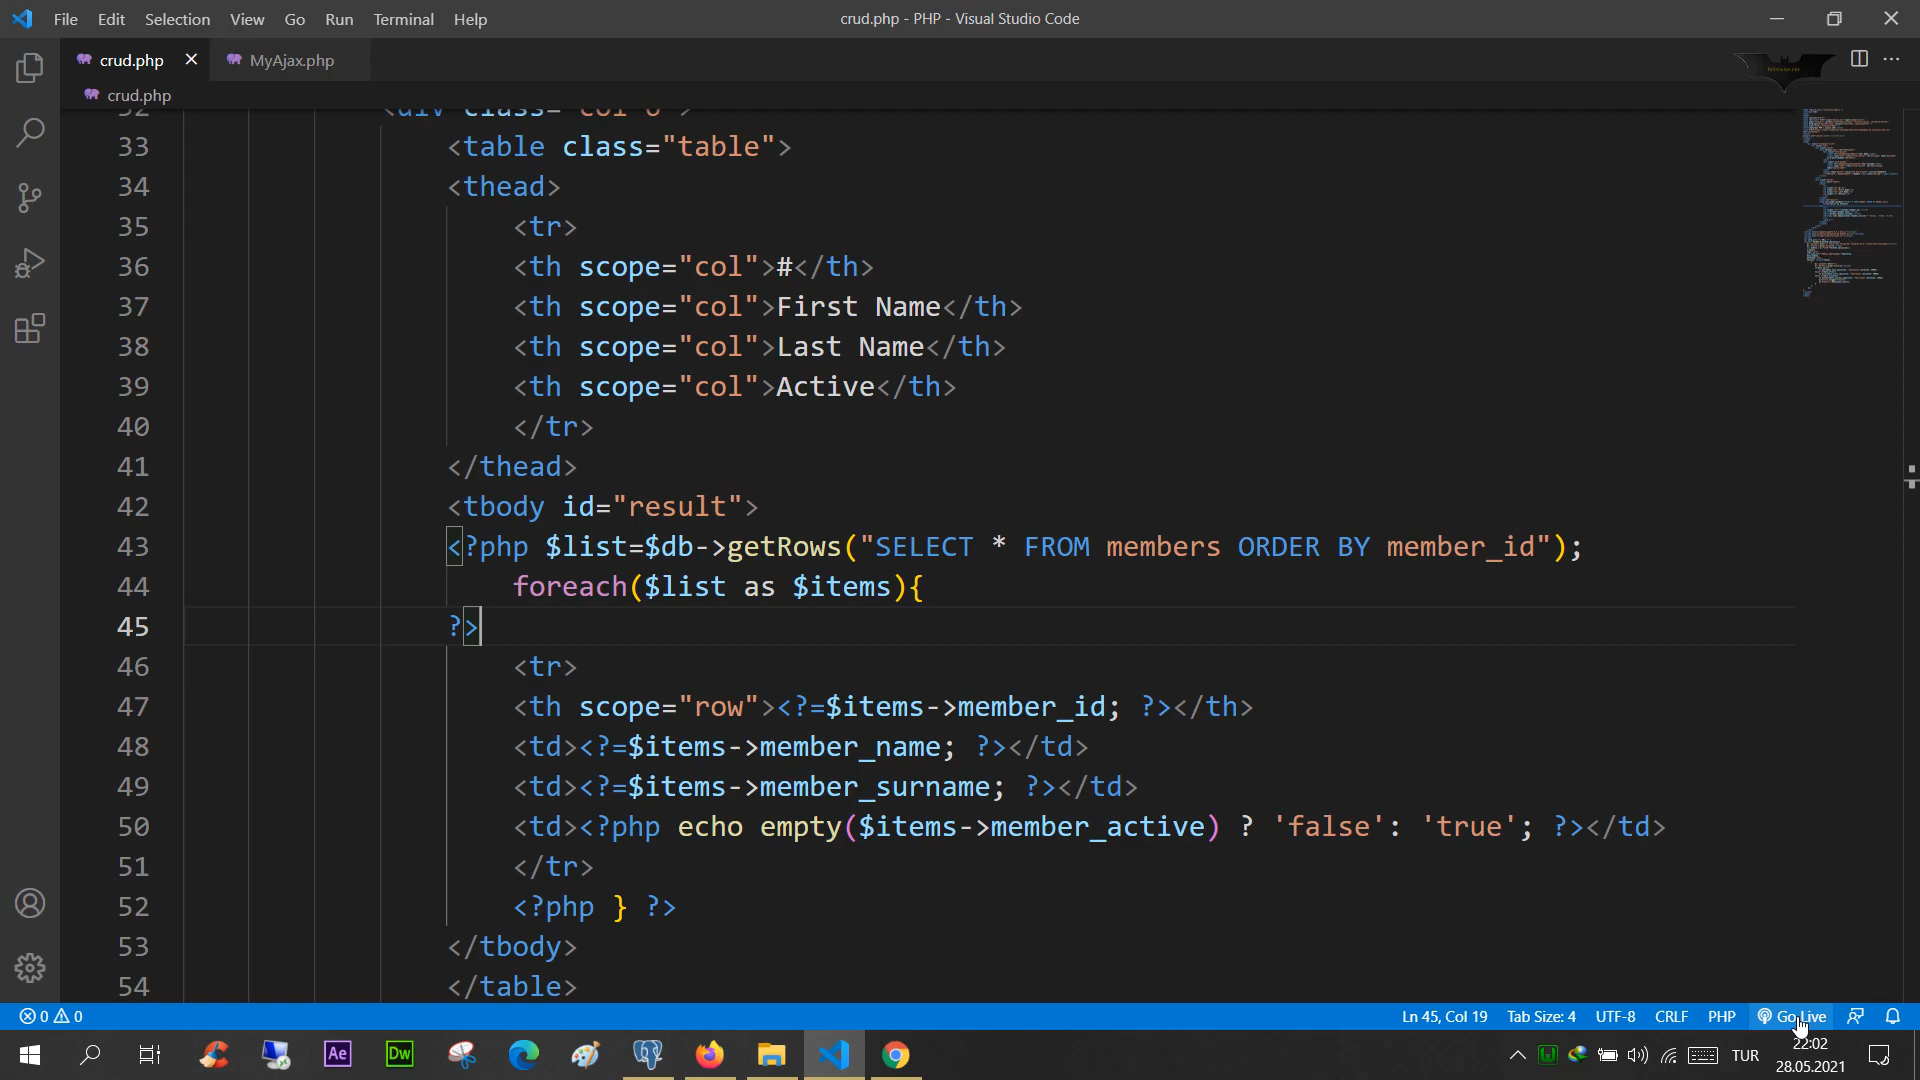 File Edit Selection View Go Run Terminal Help
crud.php - PHP - Visual Studio Code
crud.php
MyAjax.php
crud.php
33 <table class="table">
34 <thead>
35 <tr>
36 <th scope="col">#</th>
37 <th scope="col">First Name</th>
38 <th scope="col">Last Name</th>
39 <th scope="col">Active</th>
40 </tr>
41 </thead>
42 <tbody id="result">
43 <?php $list=$db->getRows("SELECT * FROM members ORDER BY member_id");
44 foreach($list as $items){
45 ?>
46 <tr>
47 <th scope="row"><?=$items->member_id; ?></th>
48 <td><?=$items->member_name; ?></td>
49 <td><?=$items->member_surname; ?></td>
50 <td><?php echo empty($items->member_active) ? 'false': 'true'; ?></td>
51 </tr>
52 <?php } ?>
53 </tbody>
54 </table>
0 0 Ln 45, Col 19 Tab Size: 4 UTF-8 CRLF PHP Go Live
Ae Dw TUR
22:02
28.05.2021